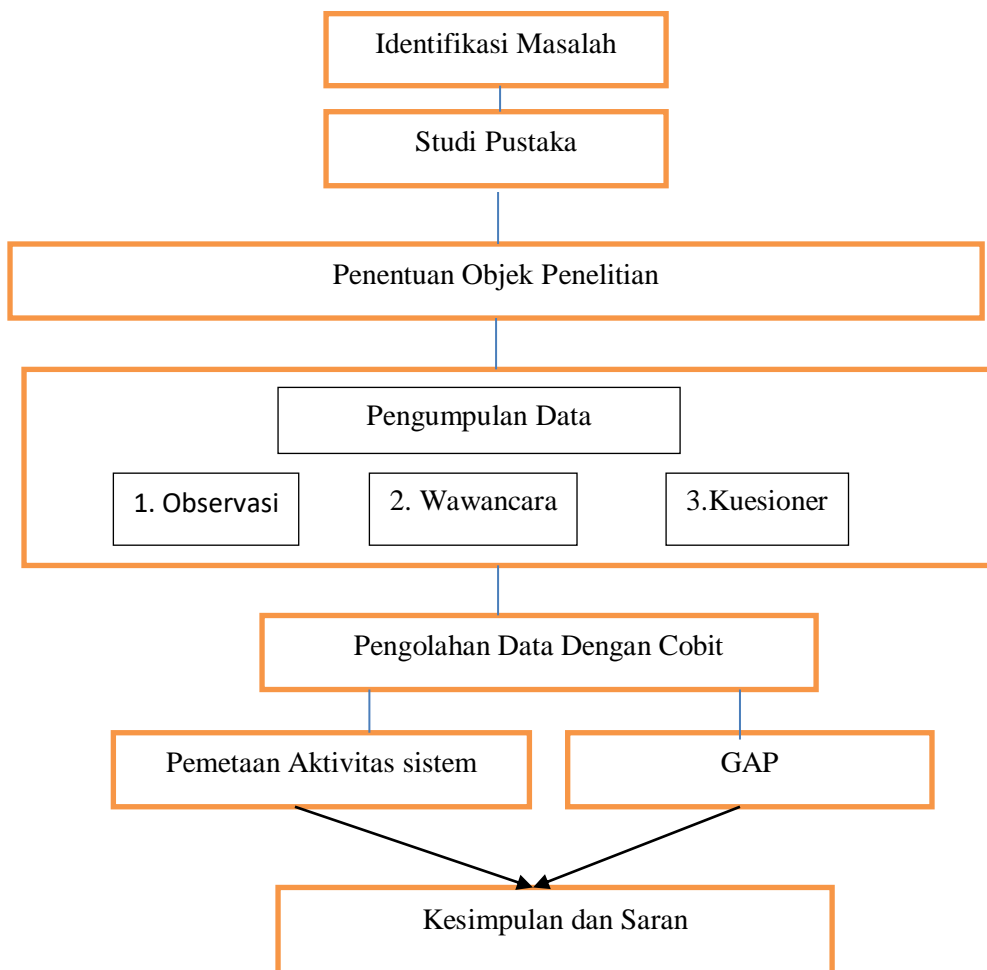 Identifikasi Masalah
Studi Pustaka
Penentuan Objek Penelitian
Pengumpulan Data
1. Observasi
2. Wawancara
3.Kuesioner
Pengolahan Data Dengan Cobit
Pemetaan Aktivitas sistem
GAP
Kesimpulan dan Saran